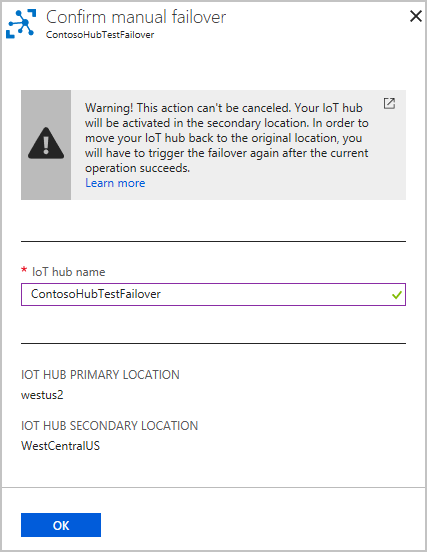 Confirm manual failover
ContosoHubTestFailover
Warning! This action can't be canceled. Your IoT hub
will be activated in the secondary location. In order to
move your IoT hub back to the original location, you
will have to trigger the failover again after the current
operation succeeds.
Learn more
* IoT hub name
ContosoHubTestFailover
IOT HUB PRIMARY LOCATION
westus2
IOT HUB SECONDARY LOCATION
WestCentralUS
OK